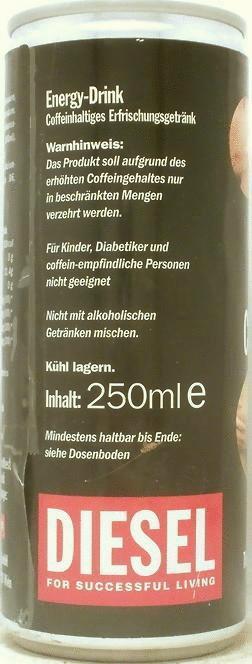 Energy-Drink
Coffeinhaltiges Erfrischungsgetränk
Warnhinweis:
Das Produkt soll aufgrund des
erhöhten Coffeingehaltes nur
in beschränkten Mengen
verzehrt werden.
Für Kinder, Diabetiker und
coffein-empfindliche Personen
nicht geeignet
Nicht mit alkoholischen
Getränken mischen.
Kühl lagern.
Inhalt: 250ml e
Mindestens haltbar bis Ende:
siehe Dosenboden
DIESEL
FOR SUCCESSFUL LIVING